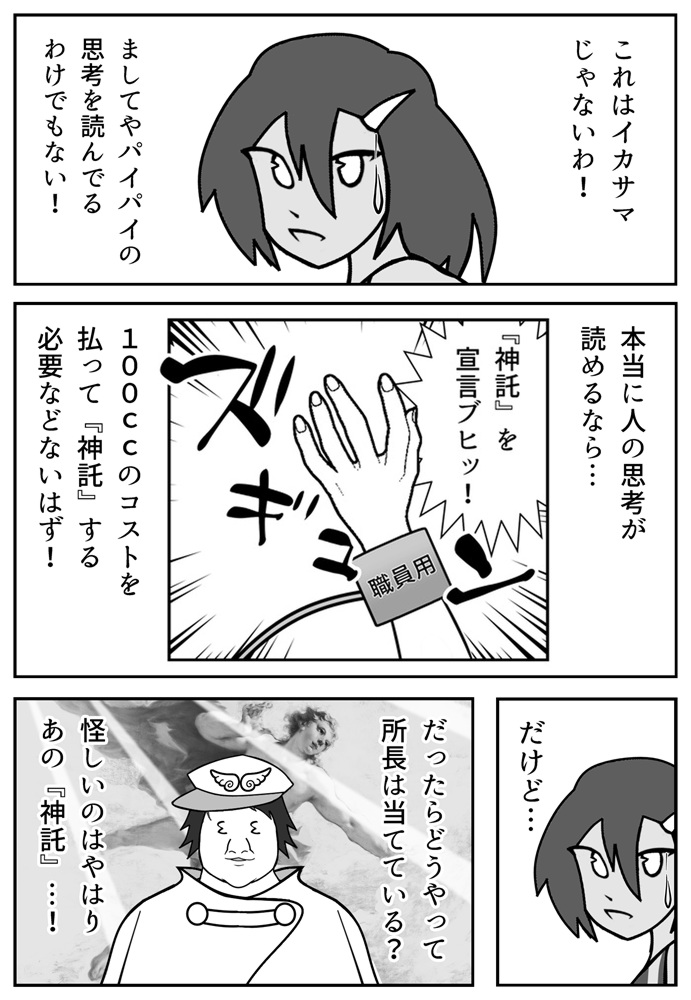 これはイカサマ
じゃないわ！
ましてやパイパイの
思考を読んでる
わけでもない！
本当に人の思考が
読めるなら…
『神託』を
宣言ブヒッ！
ズギュン
職員用
１００ｃｃのコストを
払って『神託』する
必要などないはず！
だけど…
だったらどうやって
所長は当てている？
怪しいのはやはり
あの『神託』…！